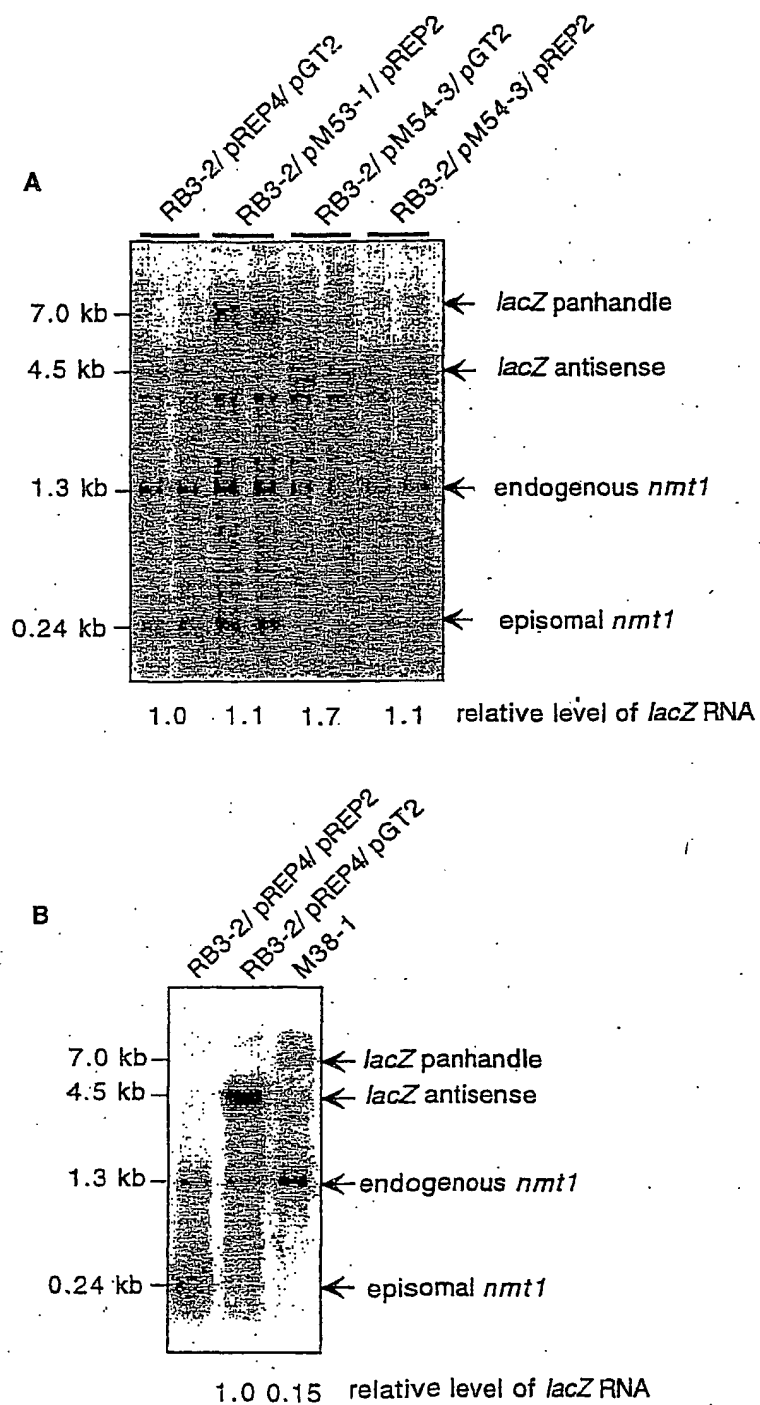 A
RB3-2/ pREP4/ pGT2
RB3-2/ pM53-1/ pREP2
RB3-2/ pM54-3/ pGT2
RB3-2/ pM54-3/ pREP2
7.0 kb
lacZ panhandle
4.5 kb
lacZ antisense
1.3 kb
endogenous nmt1
0.24 kb
episomal nmt1
1.0 1.1 1.7 1.1 relative level of lacZ RNA
B
RB3-2/ pREP4/ pREP2
RB3-2/ pREP4/ pGT2
M38-1
7.0 kb
lacZ panhandle
4.5 kb
lacZ antisense
1.3 kb
endogenous nmt1
0.24 kb
episomal nmt1
1.0 0.15 relative level of lacZ RNA